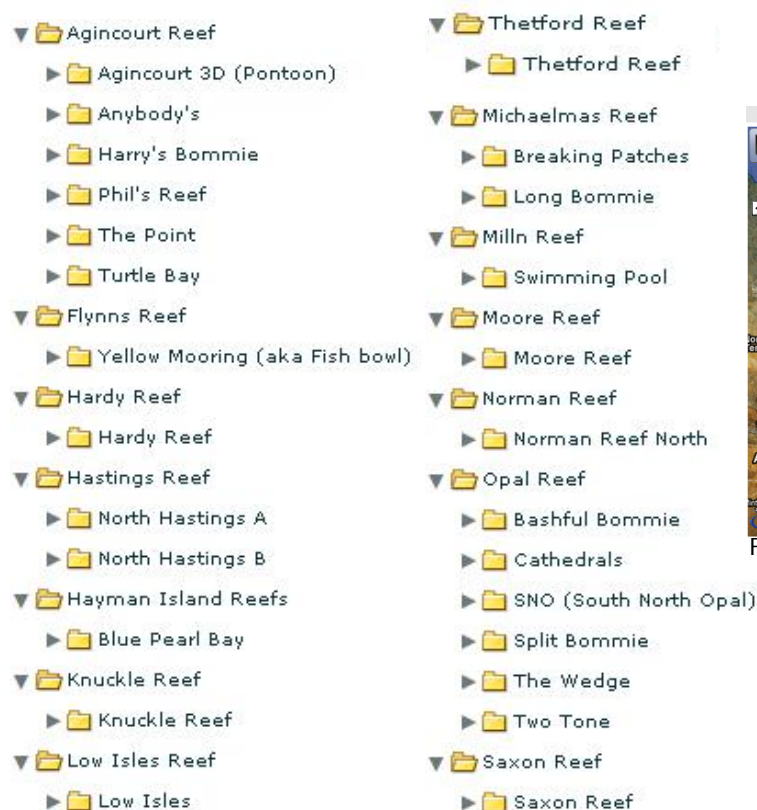 Agincourt Reef
Agincourt 3D (Pontoon)
Anybody's
Harry's Bommie
Phil's Reef
The Point
Turtle Bay
Flynns Reef
Yellow Mooring (aka Fish bowl)
Hardy Reef
Hardy Reef
Hastings Reef
North Hastings A
North Hastings B
Hayman Island Reefs
Blue Pearl Bay
Knuckle Reef
Knuckle Reef
Low Isles Reef
Low Isles
Thetford Reef
Thetford Reef
Michaelmas Reef
Breaking Patches
Long Bommie
Milln Reef
Swimming Pool
Moore Reef
Moore Reef
Norman Reef
Norman Reef North
Opal Reef
Bashful Bommie
Cathedrals
SNO (South North Opal)
Split Bommie
The Wedge
Two Tone
Saxon Reef
Saxon Reef